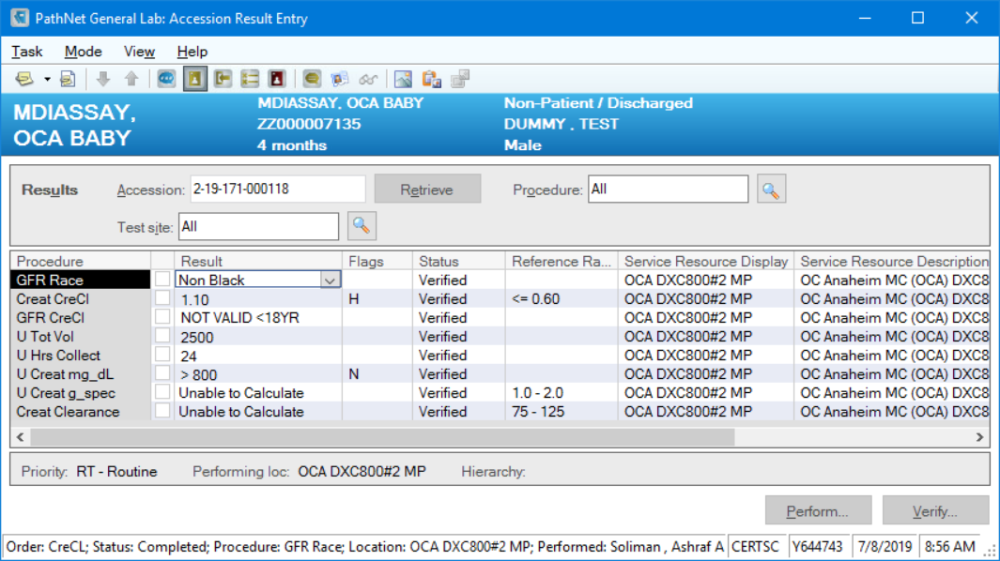 PathNet General Lab: Accession Result Entry
Task Mode View Help
MDIASSAY, OCA BABY
MDIASSAY, OCA BABY Non-Patient / Discharged
ZZ000007135 DUMMY , TEST
4 months Male
Results Accession: 2-19-171-000118 Retrieve Procedure: All
Test site: All
Procedure Result Flags Status Reference Ra... Service Resource Display Service Resource Description
GFR Race Non Black Verified OCA DXC800#2 MP OC Anaheim MC (OCA) DXC8
Creat CreCl 1.10 H Verified <= 0.60 OCA DXC800#2 MP OC Anaheim MC (OCA) DXC8
GFR CreCl NOT VALID <18YR Verified OCA DXC800#2 MP OC Anaheim MC (OCA) DXC8
U Tot Vol 2500 Verified OCA DXC800#2 MP OC Anaheim MC (OCA) DXC8
U Hrs Collect 24 Verified OCA DXC800#2 MP OC Anaheim MC (OCA) DXC8
U Creat mg_dL > 800 N Verified OCA DXC800#2 MP OC Anaheim MC (OCA) DXC8
U Creat g_spec Unable to Calculate Verified 1.0 - 2.0 OCA DXC800#2 MP OC Anaheim MC (OCA) DXC8
Creat Clearance Unable to Calculate Verified 75 - 125 OCA DXC800#2 MP OC Anaheim MC (OCA) DXC8
Priority: RT - Routine Performing loc: OCA DXC800#2 MP Hierarchy:
Perform... Verify...
Order: CreCL; Status: Completed; Procedure: GFR Race; Location: OCA DXC800#2 MP; Performed: Soliman , Ashraf A CERTSC Y644743 7/8/2019 8:56 AM